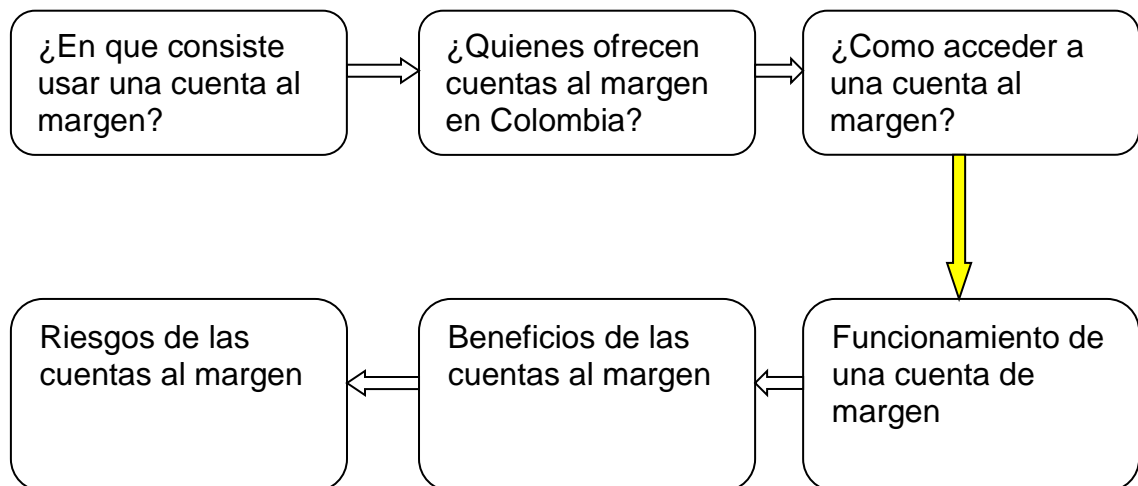 ¿En que consiste
usar una cuenta al
margen?
¿Quienes ofrecen
cuentas al margen
en Colombia?
¿Como acceder a
una cuenta al
margen?
Funcionamiento de
una cuenta de
margen
Beneficios de las
cuentas al margen
Riesgos de las
cuentas al margen